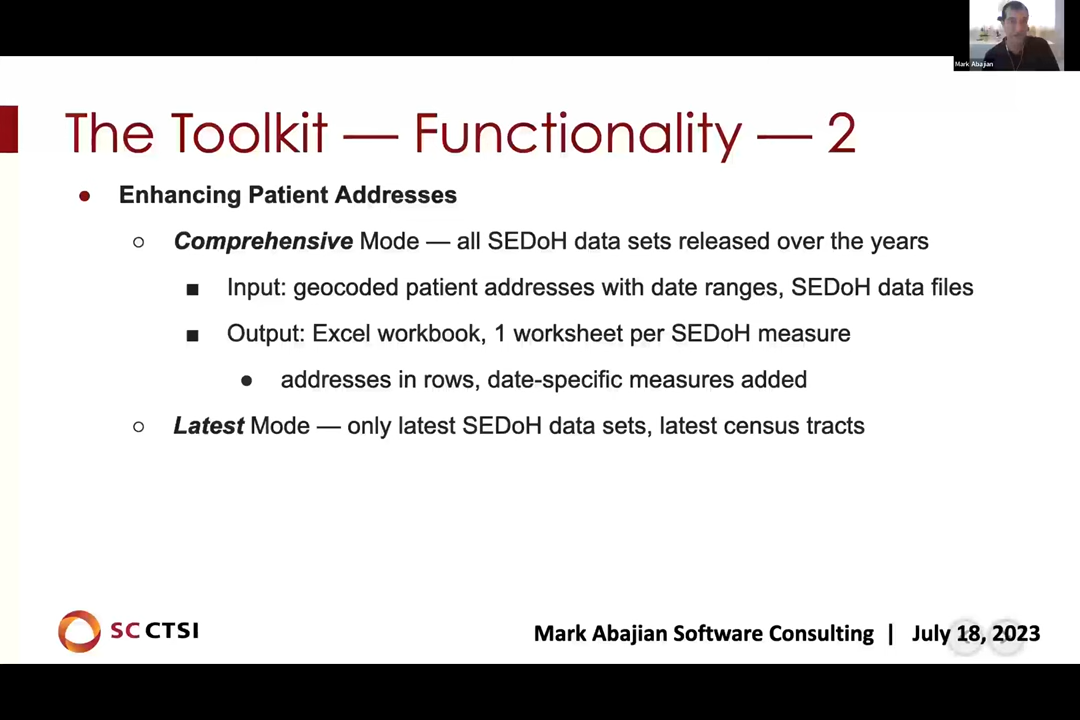 Mark Abajian
The Toolkit — Functionality — 2
● Enhancing Patient Addresses
○ Comprehensive Mode — all SEDoH data sets released over the years
■ Input: geocoded patient addresses with date ranges, SEDoH data files
■ Output: Excel workbook, 1 worksheet per SEDoH measure
● addresses in rows, date-specific measures added
○ Latest Mode — only latest SEDoH data sets, latest census tracts
SC CTSI
Mark Abajian Software Consulting | July 18, 2023